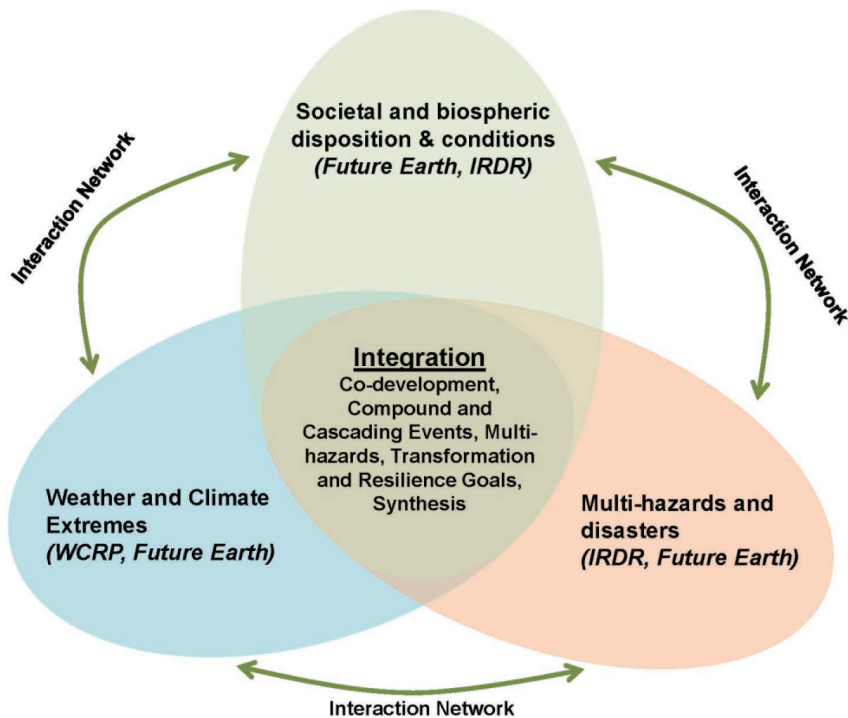 Societal and biospheric
disposition & conditions
(Future Earth, IRDR)
Interaction Network
Interaction Network
Integration
Co-development,
Compound and
Cascading Events, Multi-
hazards, Transformation
and Resilience Goals,
Synthesis
Weather and Climate
Extremes
(WCRP, Future Earth)
Multi-hazards and
disasters
(IRDR, Future Earth)
Interaction Network